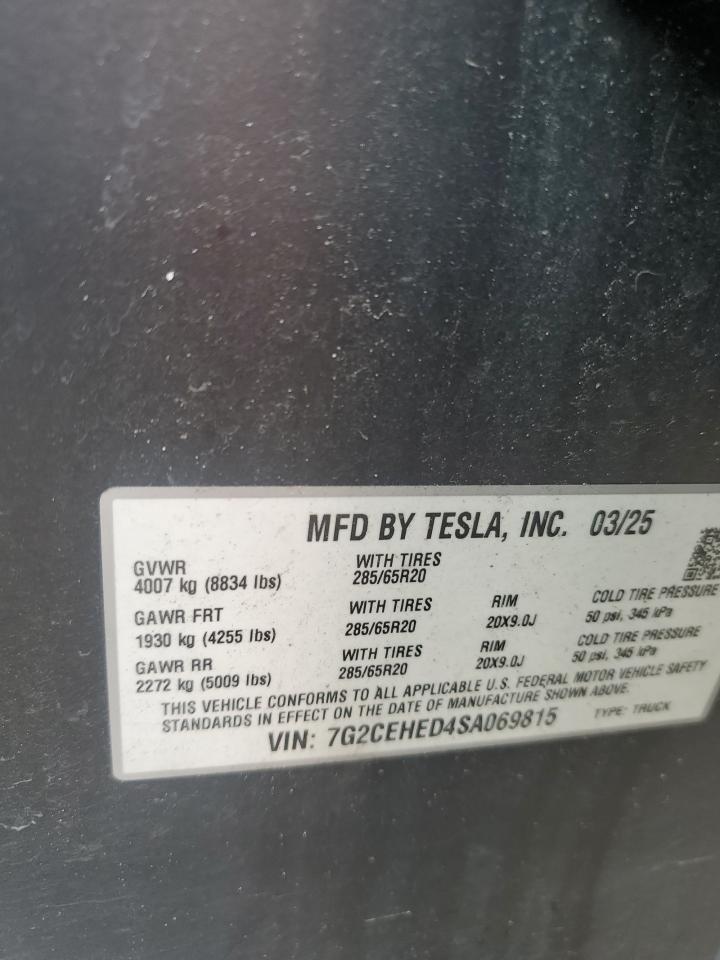 MFD BY TESLA, INC. 03/25
GVWR WITH TIRES
4007 kg (8834 lbs) 285/65R20
GAWR FRT WITH TIRES RIM COLD TIRE PRESSURE
1930 kg (4255 lbs) 285/65R20 20X9.0J 50 psi, 345 kPa
GAWR RR WITH TIRES RIM COLD TIRE PRESSURE
2272 kg (5009 lbs) 285/65R20 20X9.0J 50 psi, 345 kPa
THIS VEHICLE CONFORMS TO ALL APPLICABLE U.S. FEDERAL MOTOR VEHICLE SAFETY
STANDARDS IN EFFECT ON THE DATE OF MANUFACTURE SHOWN ABOVE.
VIN: 7G2CEHED4SA069815 TYPE: TRUCK